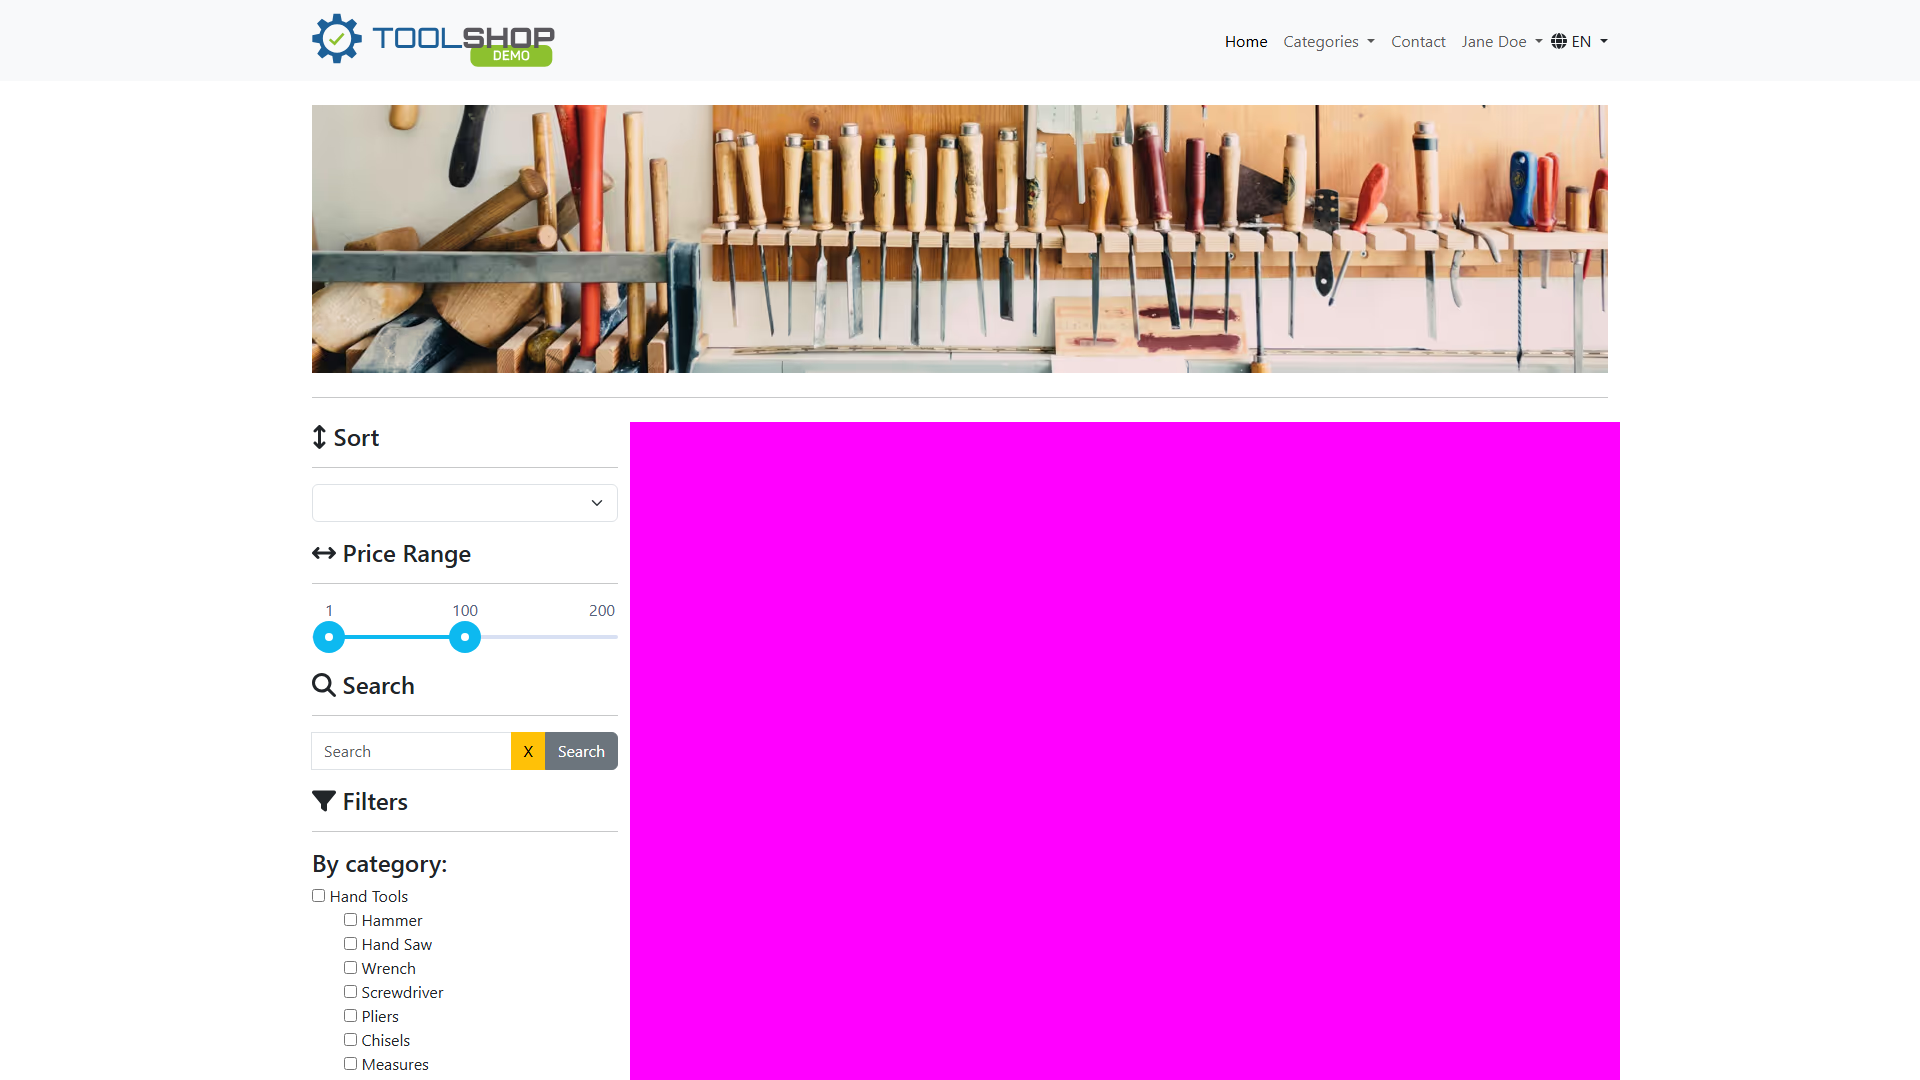 TOOLSHOP
DEMO
Home Categories Contact Jane Doe EN
Sort
Price Range
1 100 200
Search
Search X Search
Filters
By category:
Hand Tools
Hammer
Hand Saw
Wrench
Screwdriver
Pliers
Chisels
Measures